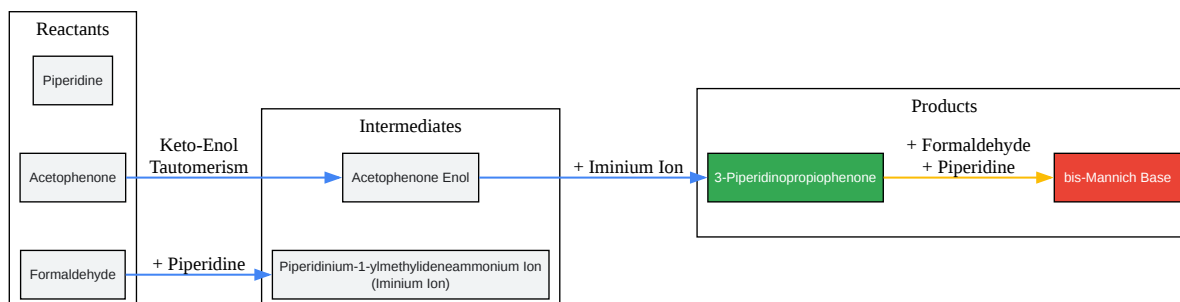 Reactants
Piperidine
Acetophenone
Formaldehyde
Keto-Enol
Tautomerism
+ Piperidine
Intermediates
Acetophenone Enol
Piperidinium-1-ylmethylideneammonium Ion
(Iminium Ion)
+ Iminium Ion
Products
3-Piperidinopropiophenone
+ Formaldehyde
+ Piperidine
bis-Mannich Base